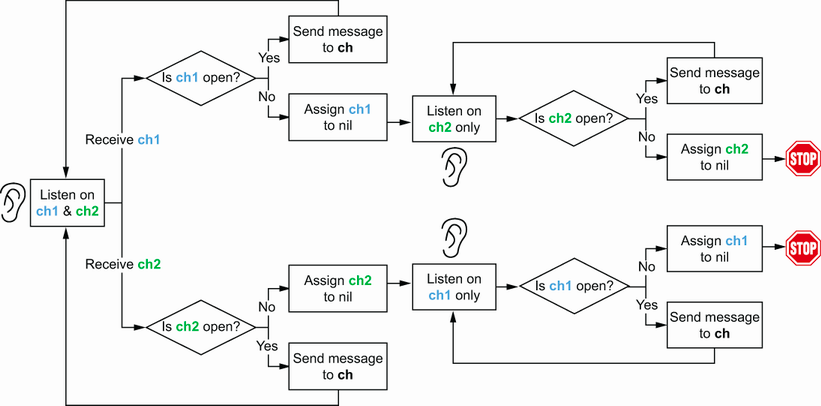 Send message
to ch
Yes
Is ch1 open?
No
Assign ch1
to nil
Receive ch1
Listen on
ch1 & ch2
Receive ch2
Assign ch2
to nil
No
Is ch2 open?
Yes
Send message
to ch
Listen on
ch2 only
Is ch2 open?
Yes
Send message
to ch
No
Assign ch2
to nil
STOP
Listen on
ch1 only
Is ch1 open?
No
Assign ch1
to nil
STOP
Yes
Send message
to ch